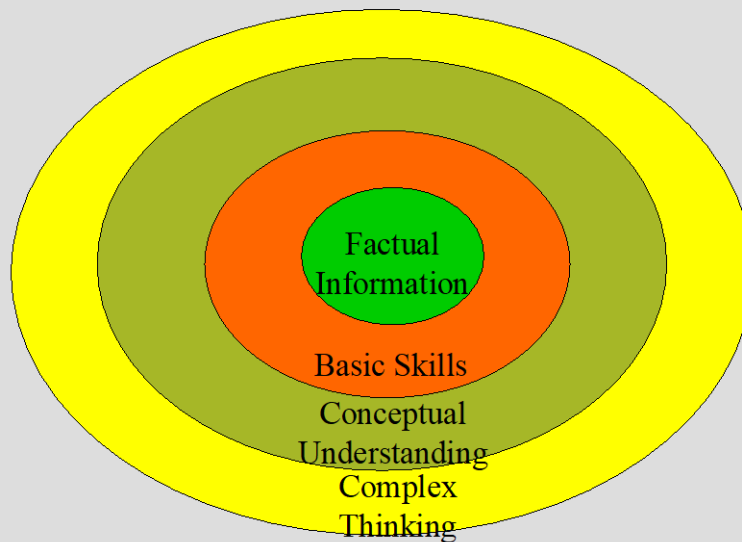 Factual
Information
Basic Skills
Conceptual
Understanding
Complex
Thinking